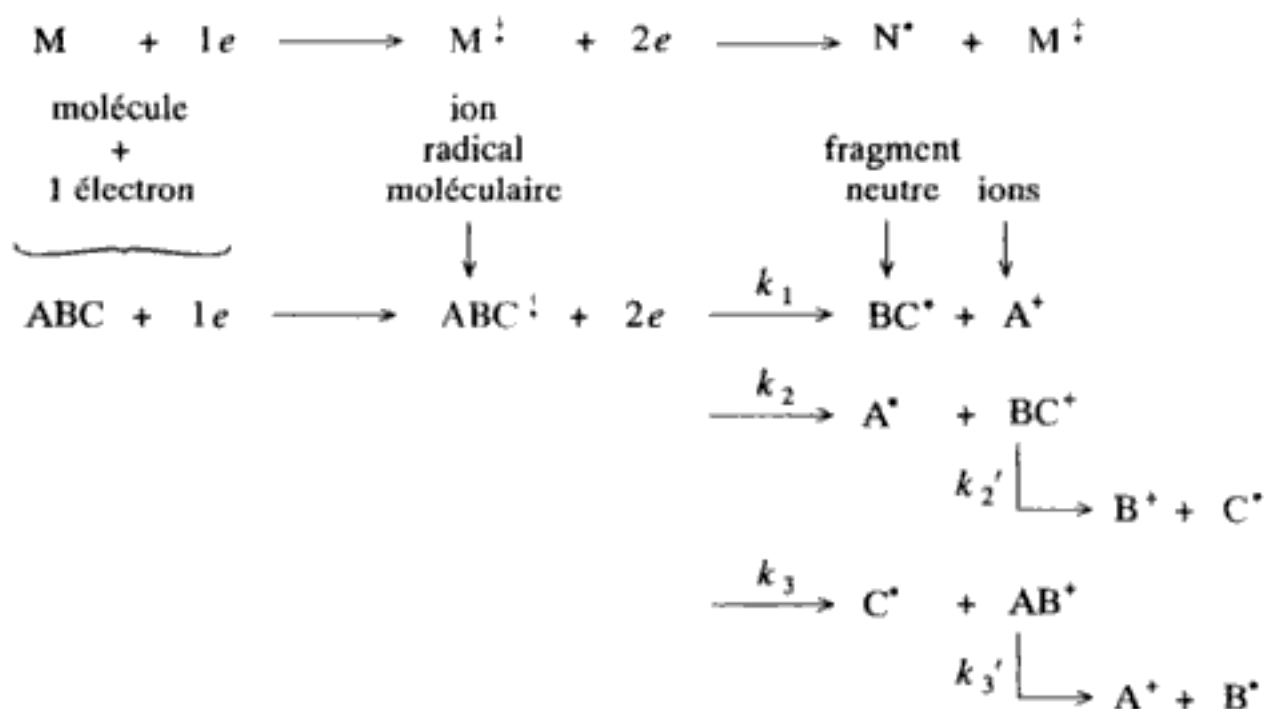 M + 1e ⟶ M⁺• + 2e ⟶ N• + M⁺•
molécule ion
+ radical fragment
1 électron moléculaire neutre ions
ABC + 1e ⟶ ABC⁺• + 2e k₁⟶ BC• + A⁺
k₂⟶ A• + BC⁺
k₂′ ⟶ B⁺ + C•
k₃⟶ C• + AB⁺
k₃′ ⟶ A⁺ + B•